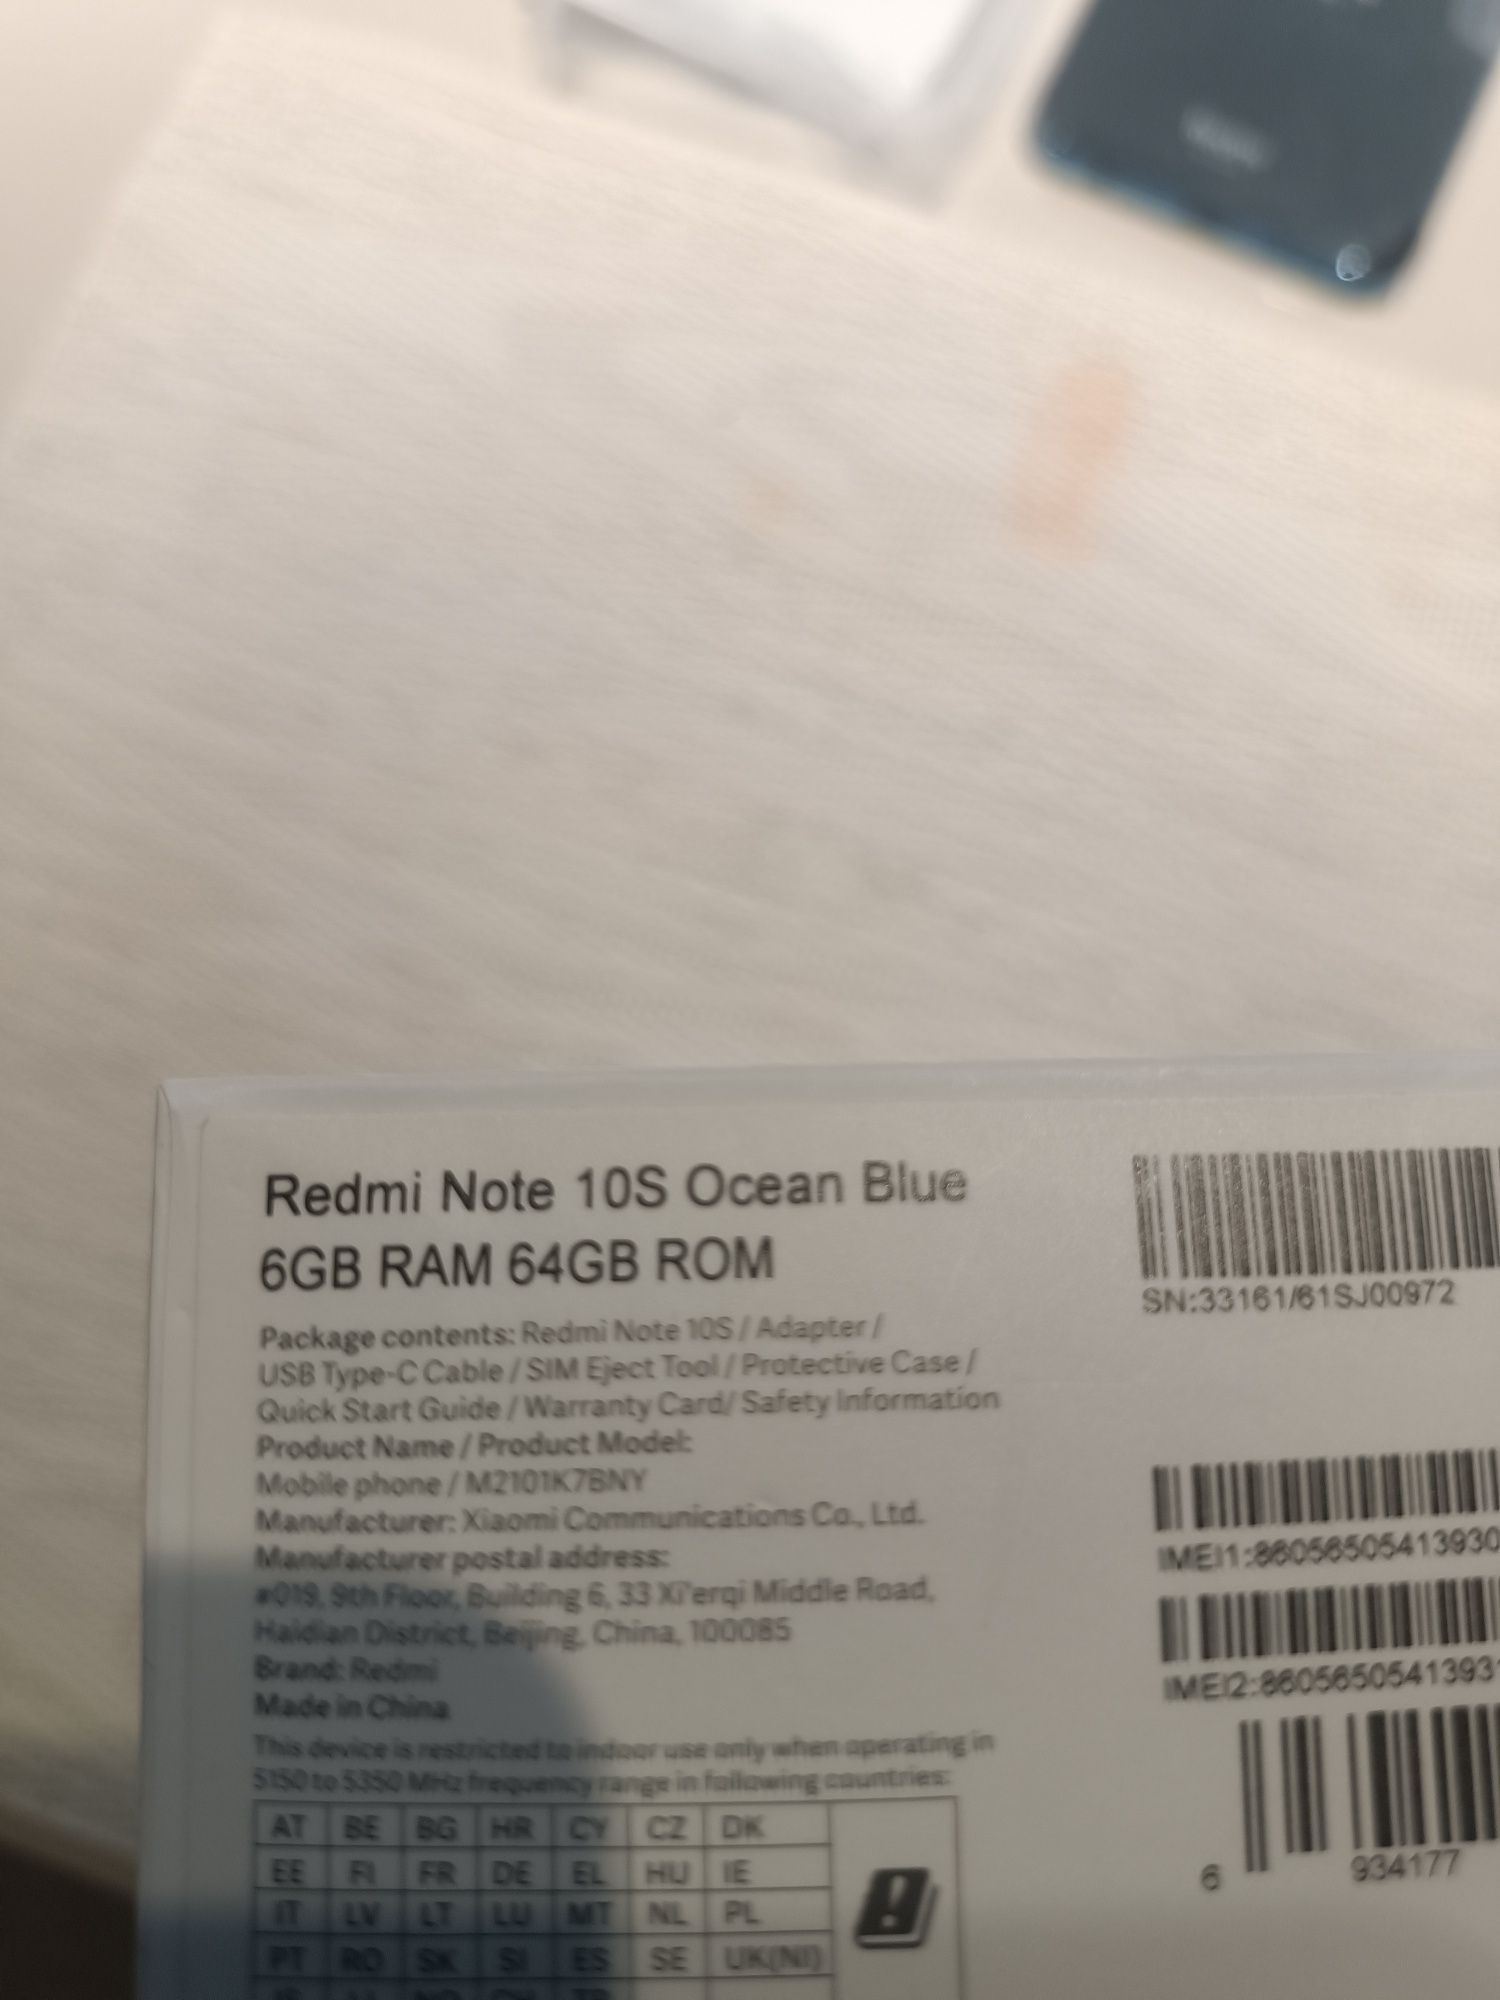 Redmi Note 10S Ocean Blue
6GB RAM 64GB ROM
Package contents: Redmi Note 10S / Adapter /
USB Type-C Cable / SIM Eject Tool / Protective Case /
Quick Start Guide / Warranty Card/ Safety Information
Product Name / Product Model:
Mobile phone / M2101K7BNY
Manufacturer: Xiaomi Communications Co., Ltd.
Manufacturer postal address:
#019, 9th Floor, Building 6, 33 Xi'erqi Middle Road,
Haidian District, Beijing, China, 100085
Brand: Redmi
Made in China
This device is restricted to indoor use only when operating in
5150 to 5350 MHz frequency range in following countries:
AT BE BG HR CY CZ DK
EE FI FR DE EL HU IE
IT LV LT LU MT NL PL
PT RO SK SI ES SE UK(NI)
SN:33161/61SJ00972
IMEI1:86056505413930
IMEI2:86056505413931
6 934177